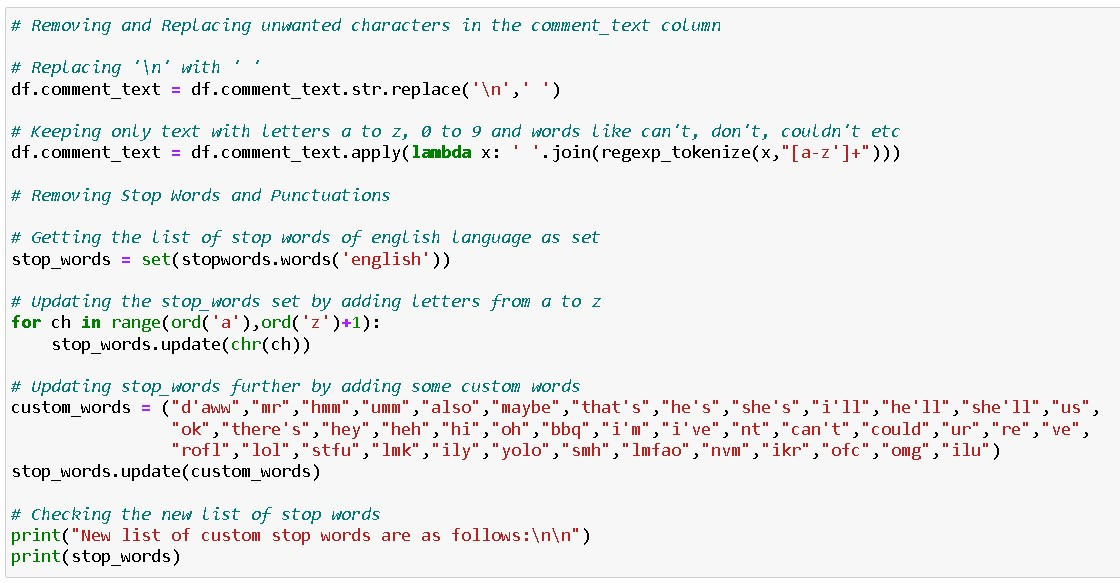 # Removing and Replacing unwanted characters in the comment_text column
# Replacing '\n' with ' '
df.comment_text = df.comment_text.str.replace('\n',' ')
# Keeping only text with letters a to z, 0 to 9 and words like can't, don't, couldn't etc
df.comment_text = df.comment_text.apply(lambda x: ' '.join(regexp_tokenize(x,"[a-z']+")))
# Removing Stop Words and Punctuations
# Getting the list of stop words of english language as set
stop_words = set(stopwords.words('english'))
# Updating the stop_words set by adding letters from a to z
for ch in range(ord('a'),ord('z')+1):
    stop_words.update(chr(ch))
# Updating stop_words further by adding some custom words
custom_words = ("d'aww","mr","hmm","umm","also","maybe","that's","he's","she's","i'll","he'll","she'll","us",
                "ok","there's","hey","heh","hi","oh","bbq","i'm","i've","nt","can't","could","ur","re","ve",
                "rofl","lol","stfu","lmk","ily","yolo","smh","lmfao","nvm","ikr","ofc","omg","ilu")
stop_words.update(custom_words)
# Checking the new list of stop words
print("New list of custom stop words are as follows:\n\n")
print(stop_words)